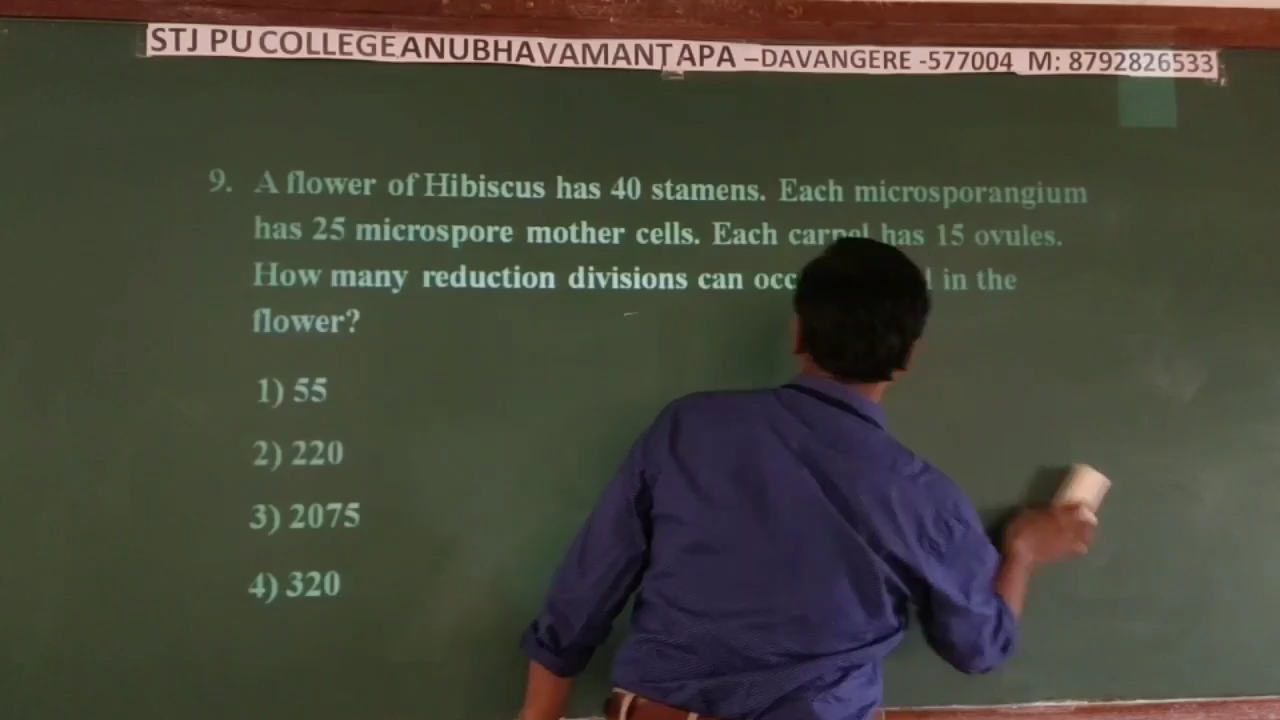 STJ PU COLLEGE ANUBHAVAMANTAPA –DAVANGERE -577004 M: 8792826533
9. A flower of Hibiscus has 40 stamens. Each microsporangium
has 25 microspore mother cells. Each carpel has 15 ovules.
How many reduction divisions can in the
flower?
1) 55
2) 220
3) 2075
4) 320